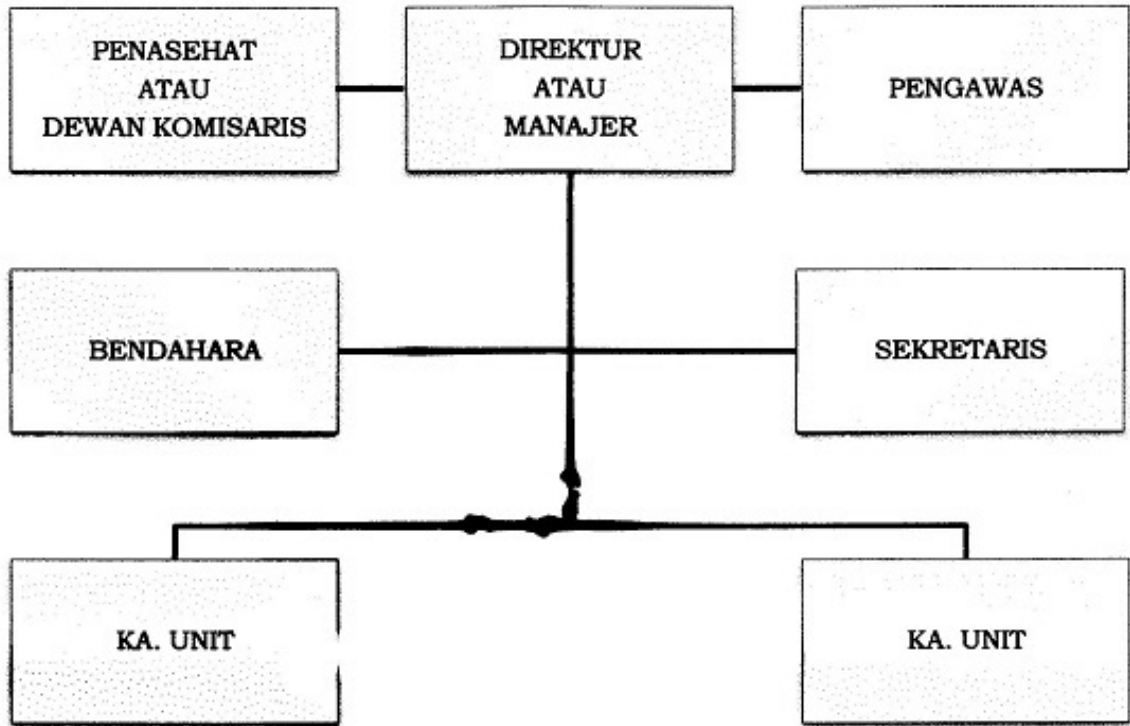 PENASEHAT
ATAU
DEWAN KOMISARIS
DIREKTUR
ATAU
MANAJER
PENGAWAS
BENDAHARA
SEKRETARIS
KA. UNIT
KA. UNIT